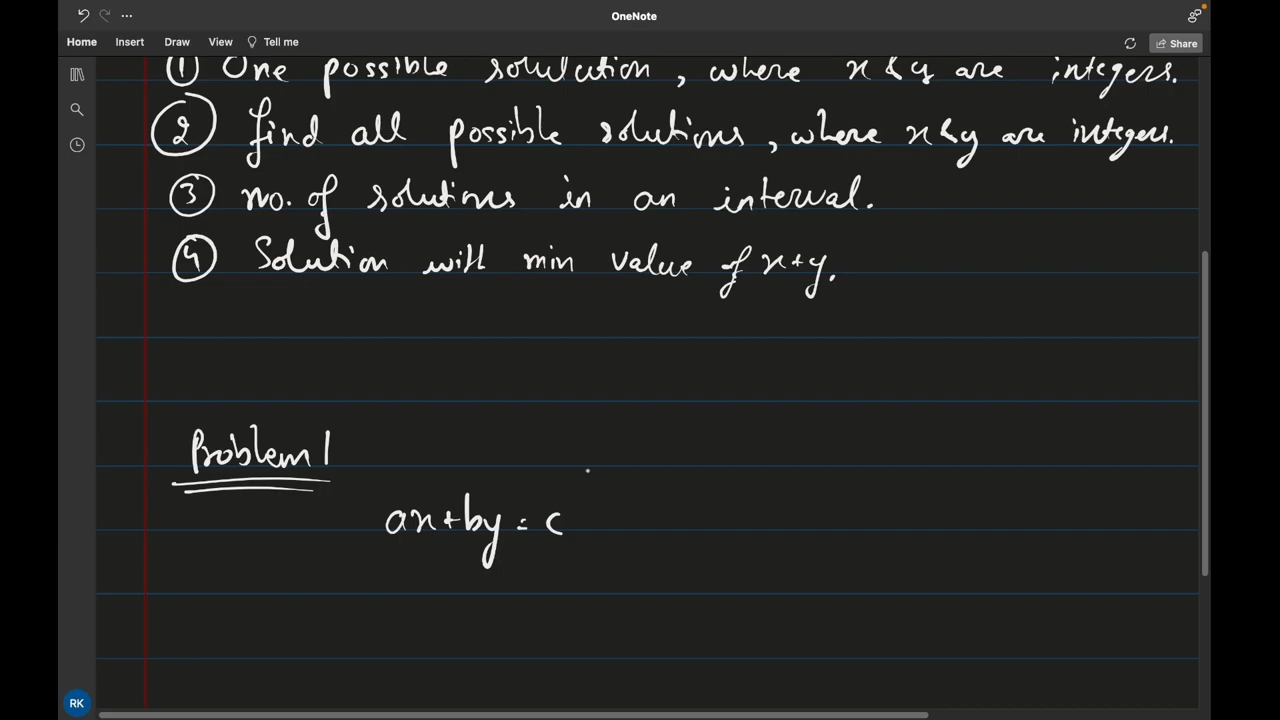 OneNote
Home Insert Draw View Tell me Share
① One possible solution, where x & y are integers.
② find all possible solutions, where x & y are integers.
③ no. of solutions in an interval.
④ Solution with min value of x+y.
Problem 1
ax+by = c
RK